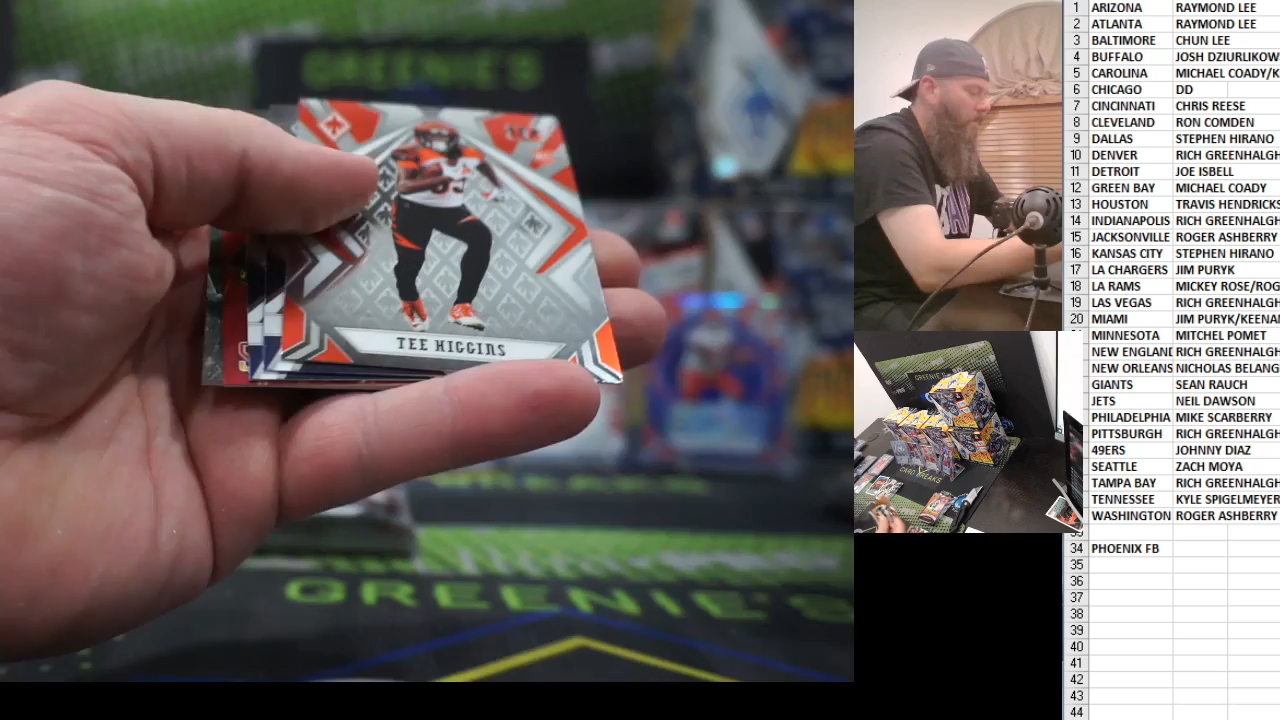 GREENIE'S
TEE HIGGINS
CARD BREAKS
GREENIE'S
1 ARIZONA RAYMOND LEE
2 ATLANTA RAYMOND LEE
3 BALTIMORE CHUN LEE
4 BUFFALO JOSH DZIURLIKOW
5 CAROLINA MICHAEL COADY/K
6 CHICAGO DD
7 CINCINNATI CHRIS REESE
8 CLEVELAND RON COMDEN
9 DALLAS STEPHEN HIRANO
10 DENVER RICH GREENHALGH
11 DETROIT JOE ISBELL
12 GREEN BAY MICHAEL COADY
13 HOUSTON TRAVIS HENDRICKS
14 INDIANAPOLIS RICH GREENHALGH
15 JACKSONVILLE ROGER ASHBERRY
16 KANSAS CITY STEPHEN HIRANO
17 LA CHARGERS JIM PURYK
18 LA RAMS MICKEY ROSE/ROG
19 LAS VEGAS RICH GREENHALGH
20 MIAMI JIM PURYK/KEENAN
MINNESOTA MITCHEL POMET
NEW ENGLAND RICH GREENHALGH
NEW ORLEANS NICHOLAS BELANG
GIANTS SEAN RAUCH
JETS NEIL DAWSON
PHILADELPHIA MIKE SCARBERRY
PITTSBURGH RICH GREENHALGH
49ERS JOHNNY DIAZ
SEATTLE ZACH MOYA
TAMPA BAY RICH GREENHALGH
TENNESSEE KYLE SPIGELMEYER
WASHINGTON ROGER ASHBERRY
34 PHOENIX FB
35
36
37
38
39
40
41
42
43
44